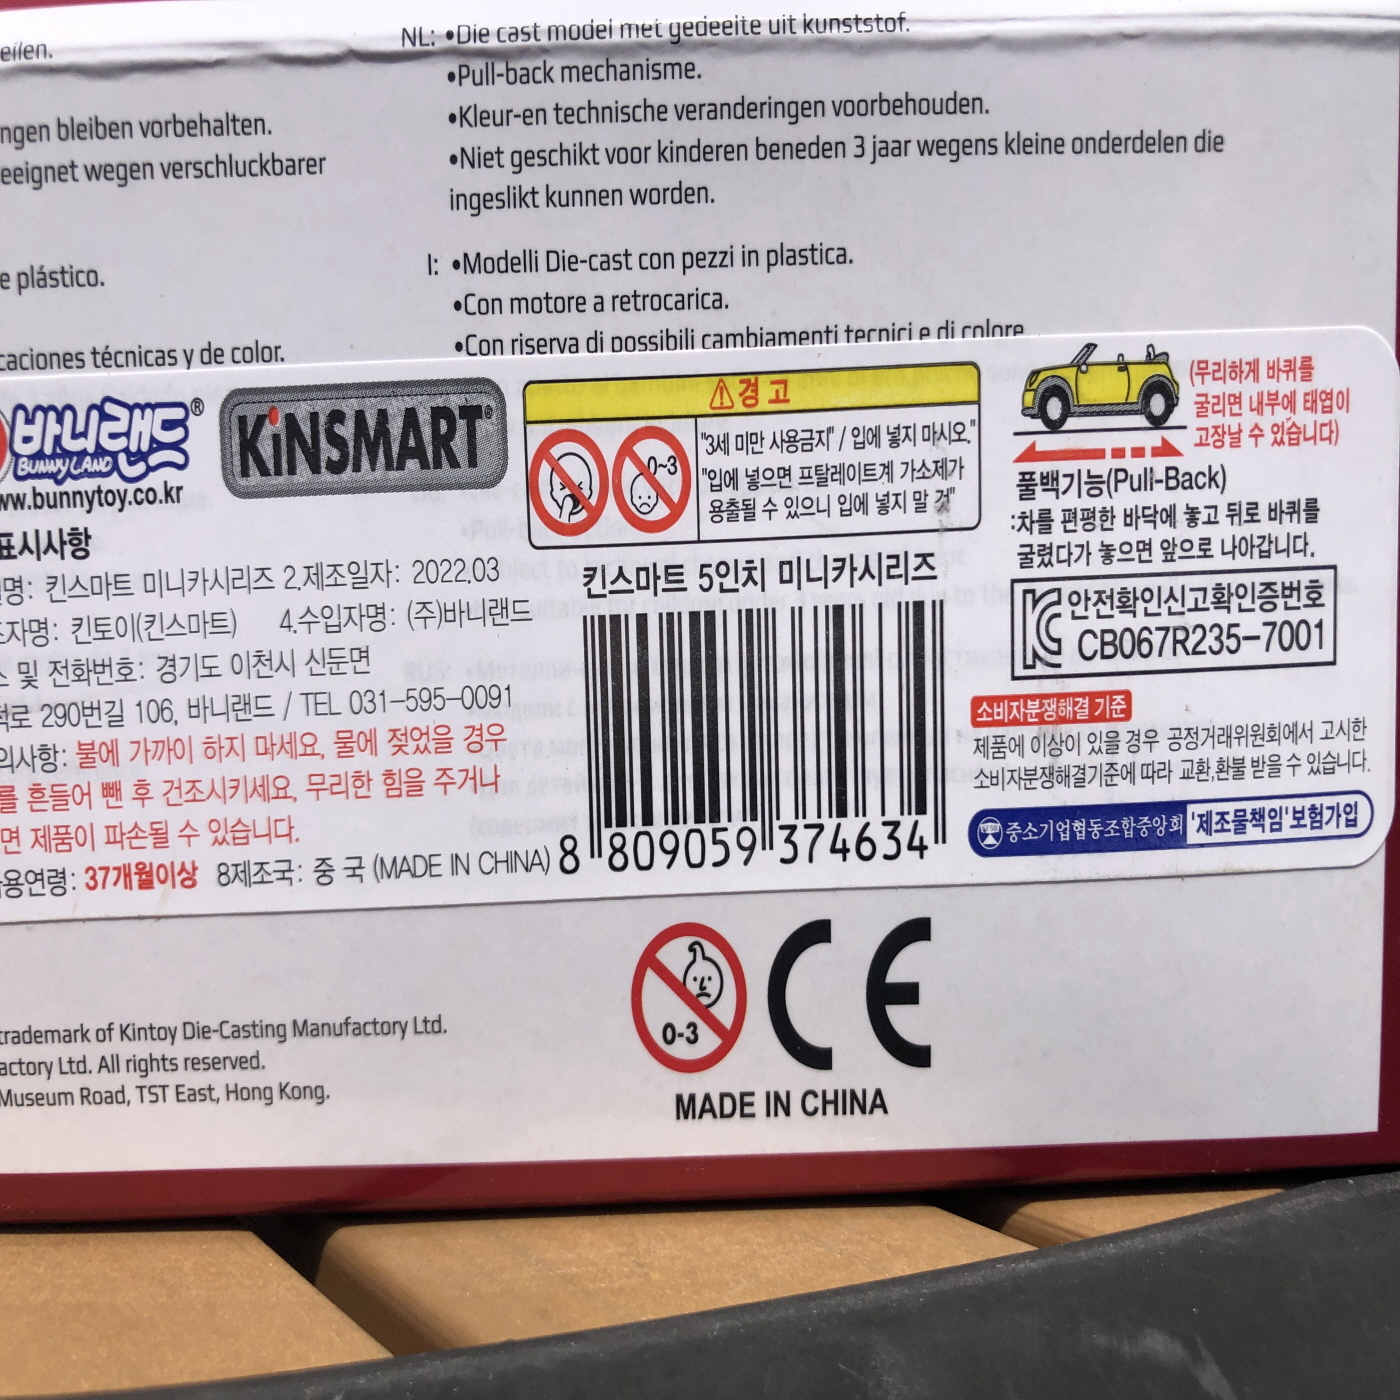 eilen.
ngen bleiben vorbehalten.
eeignet wegen verschluckbarer
e plástico.
caciones técnicas y de color.
NL: •Die cast model met gedeelte uit kunststof.
•Pull-back mechanisme.
•Kleur-en technische veranderingen voorbehouden.
•Niet geschikt voor kinderen beneden 3 jaar wegens kleine onderdelen die
ingeslikt kunnen worden.
I: •Modelli Die-cast con pezzi in plastica.
•Con motore a retrocarica.
•Con riserva di possibili cambiamenti tecnici e di colore
바니랜드®
BUNNY LAND
ww.bunnytoy.co.kr
KiNSMART®
표시사항
명: 킨스마트 미니카시리즈 2.제조일자: 2022.03
자명: 킨토이(킨스마트) 4.수입자명: (주)바니랜드
및 전화번호: 경기도 이천시 신둔면
로 290번길 106, 바니랜드 / TEL 031-595-0091
의사항: 불에 가까이 하지 마세요, 물에 젖었을 경우
를 흔들어 뺀 후 건조시키세요, 무리한 힘을 주거나
면 제품이 파손될 수 있습니다.
용연령: 37개월이상 8제조국: 중 국 (MADE IN CHINA)
⚠경 고
0~3
"3세 미만 사용금지" / 입에 넣지 마시오."
"입에 넣으면 프탈레이트계 가소제가
용출될 수 있으니 입에 넣지 말 것"
킨스마트 5인치 미니카시리즈
8 809059 374634
(무리하게 바퀴를
굴리면 내부에 태엽이
고장날 수 있습니다)
풀백기능(Pull-Back)
:차를 편평한 바닥에 놓고 뒤로 바퀴를
굴렸다가 놓으면 앞으로 나아갑니다.
안전확인신고확인증번호
CB067R235-7001
소비자분쟁해결 기준
제품에 이상이 있을 경우 공정거래위원회에서 고시한
소비자분쟁해결기준에 따라 교환,환불 받을 수 있습니다.
중소기업협동조합중앙회 '제조물책임'보험가입
trademark of Kintoy Die-Casting Manufactory Ltd.
actory Ltd. All rights reserved.
Museum Road, TST East, Hong Kong.
0-3
CE
MADE IN CHINA